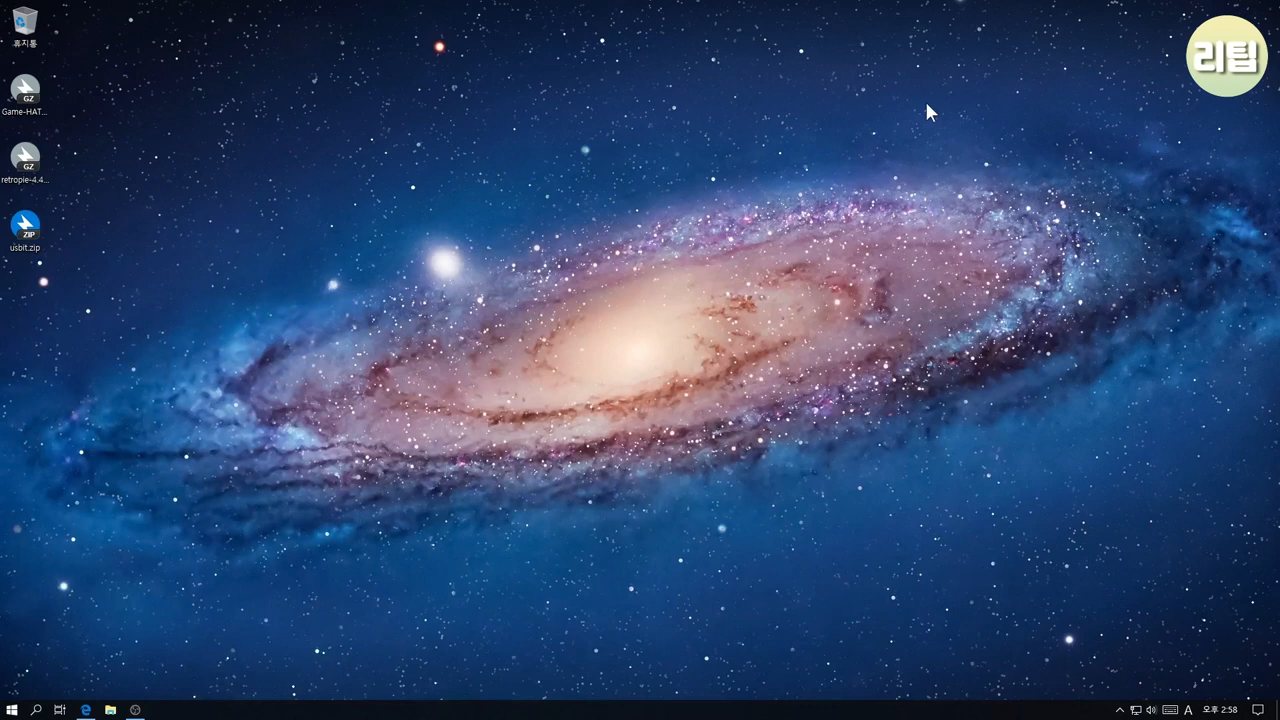 휴지통
GZ
Game-HAT...
GZ
retropie-4.4...
ZIP
usbit.zip
리팁
A
오후 2:58